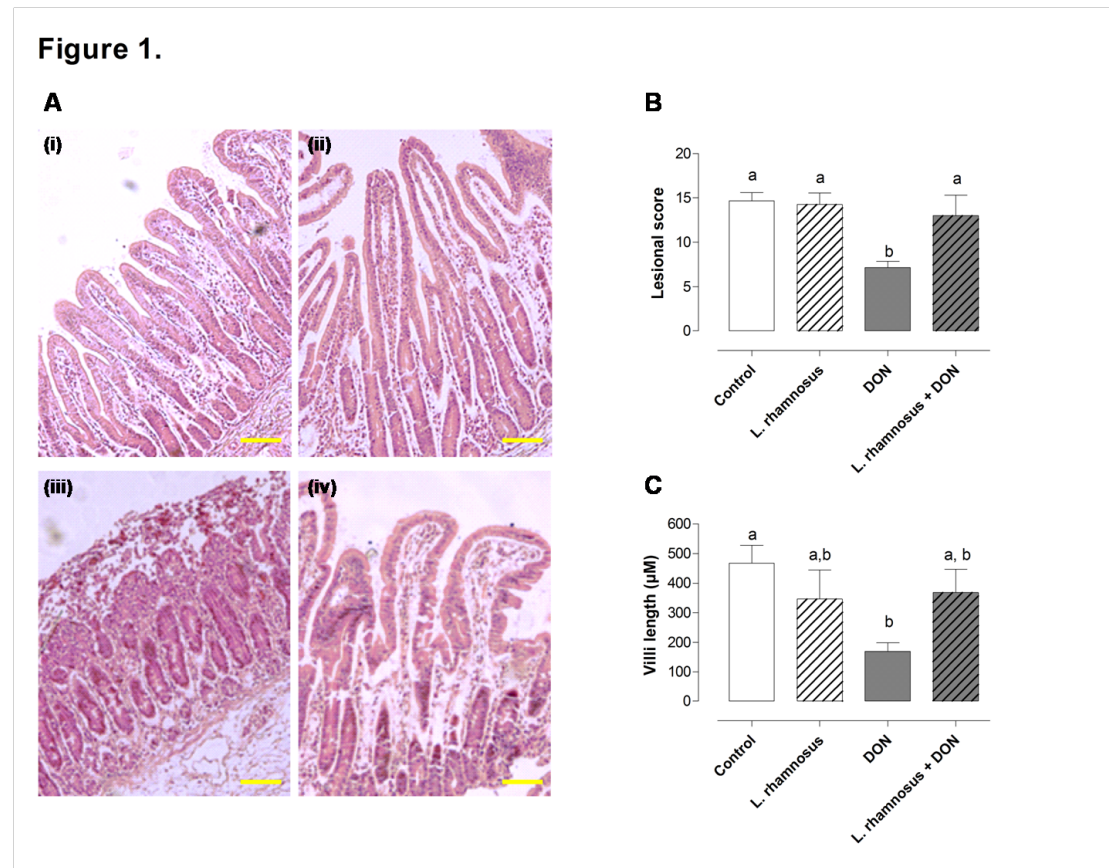 Figure 1.
A
(i)
(ii)
(iii)
(iv)
B
Lesional score
20
15
10
5
0
a
a
b
a
Control
L. rhamnosus
DON
L. rhamnosus + DON
C
Villi length (µM)
600
500
400
300
200
100
0
a
a,b
b
a, b
Control
L. rhamnosus
DON
L. rhamnosus + DON